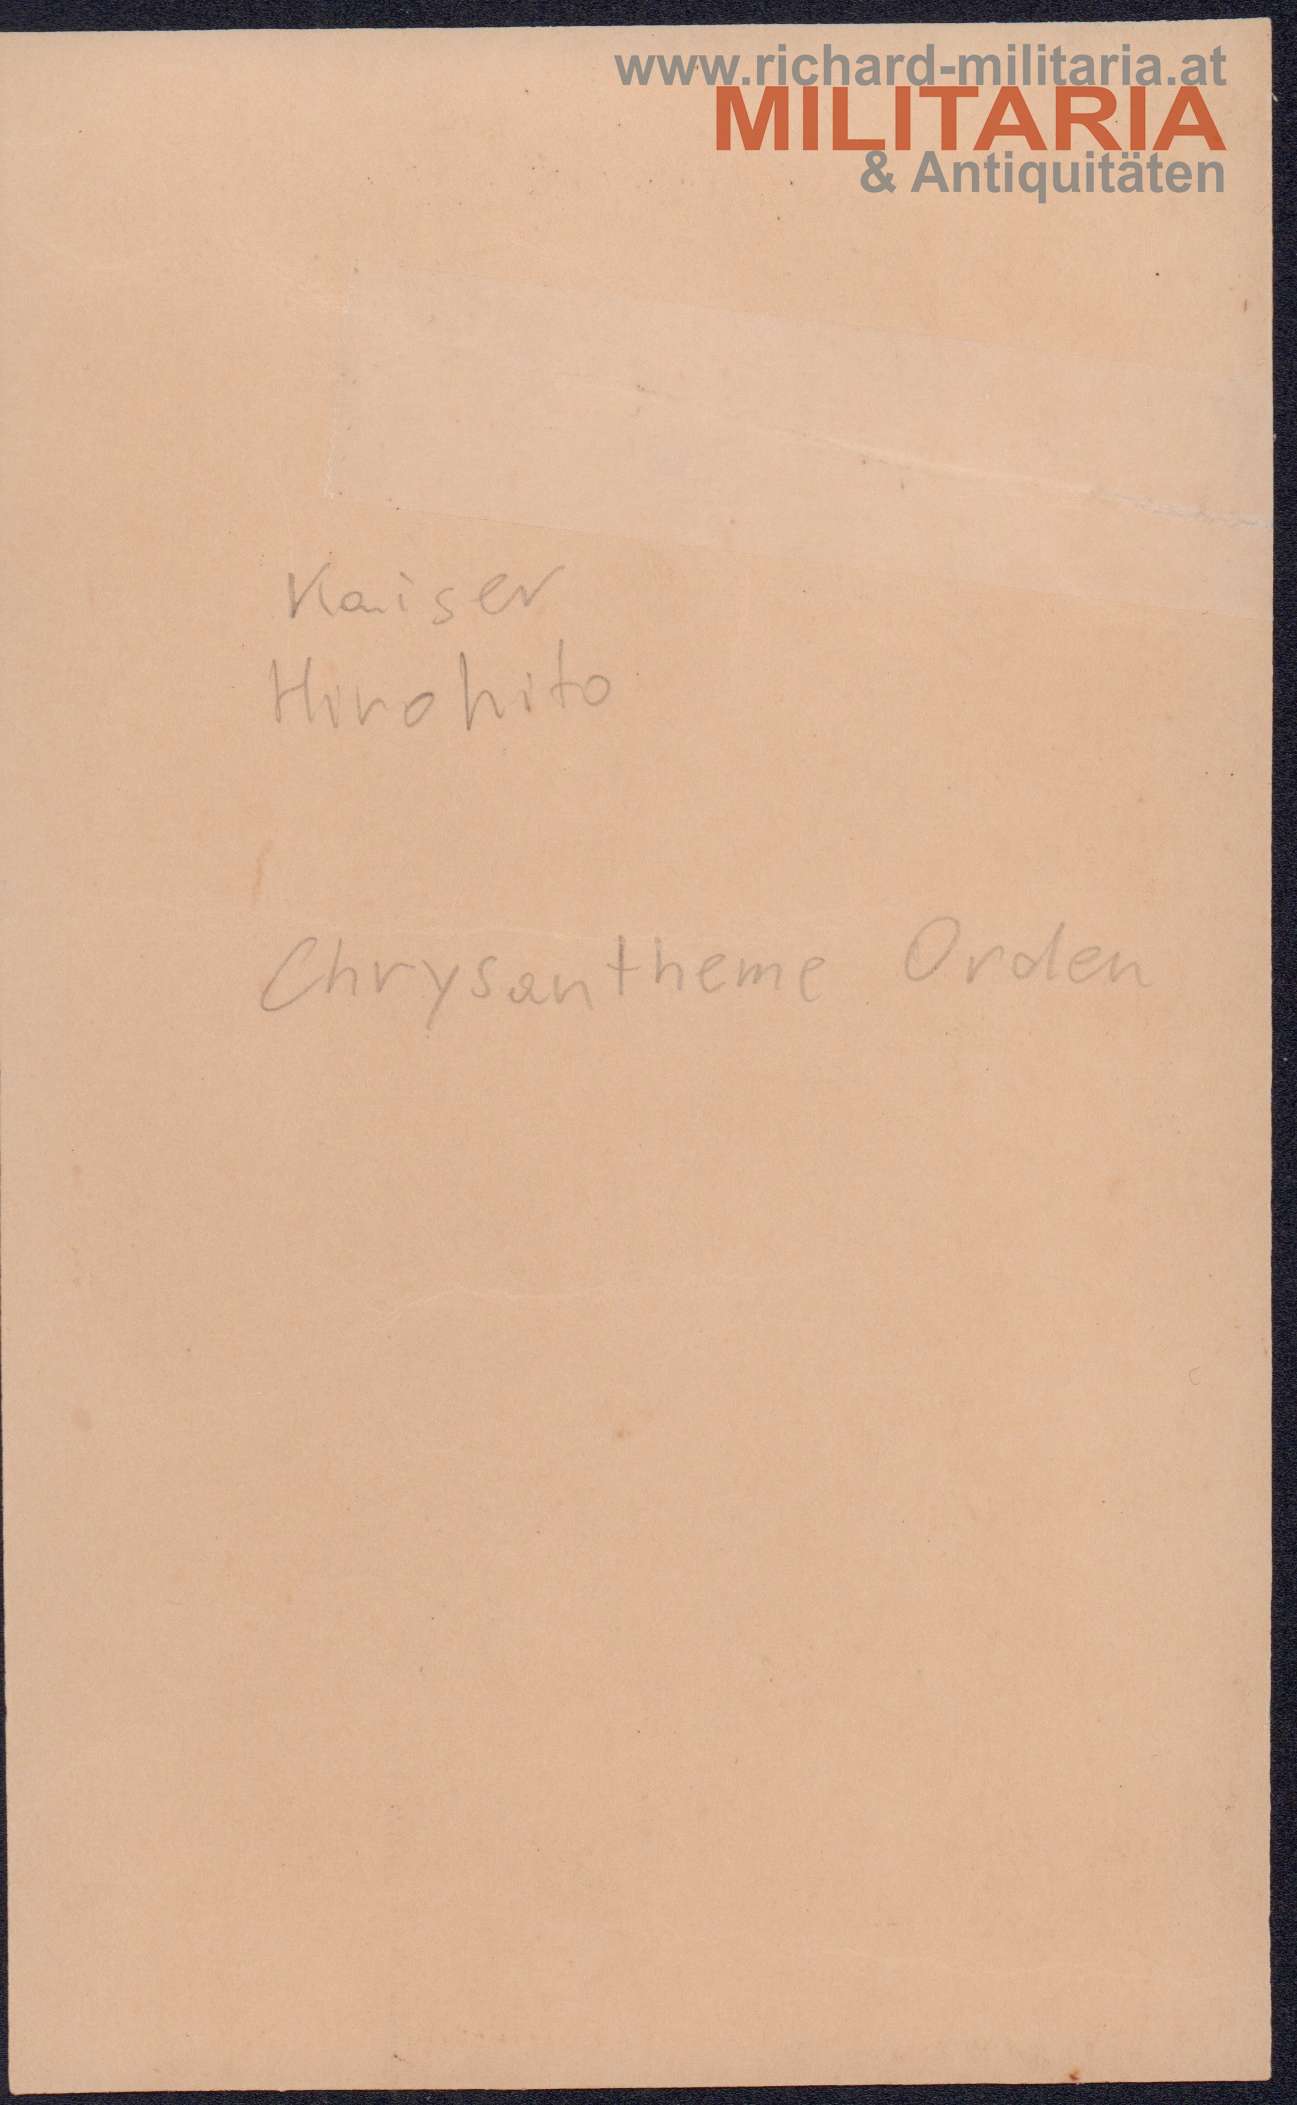 www.richard-militaria.at
MILITARIA
& Antiquitäten
Kaiser
Hirohito
Chrysantheme Orden